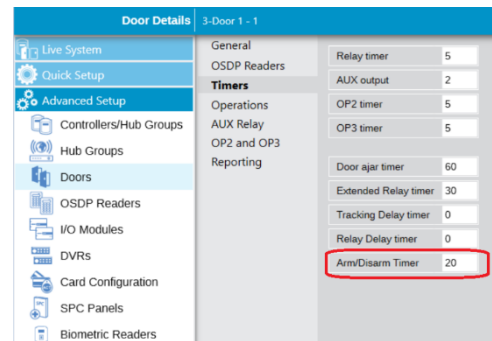 Door Details
3-Door 1 - 1
Live System
Quick Setup
Advanced Setup
Controllers/Hub Groups
Hub Groups
Doors
OSDP Readers
I/O Modules
DVRs
Card Configuration
SPC Panels
Biometric Readers
General
OSDP Readers
Timers
Operations
AUX Relay
OP2 and OP3
Reporting
Relay timer 5
AUX output 2
OP2 timer 5
OP3 timer 5
Door ajar timer 60
Extended Relay timer 30
Tracking Delay timer 0
Relay Delay timer 0
Arm/Disarm Timer 20